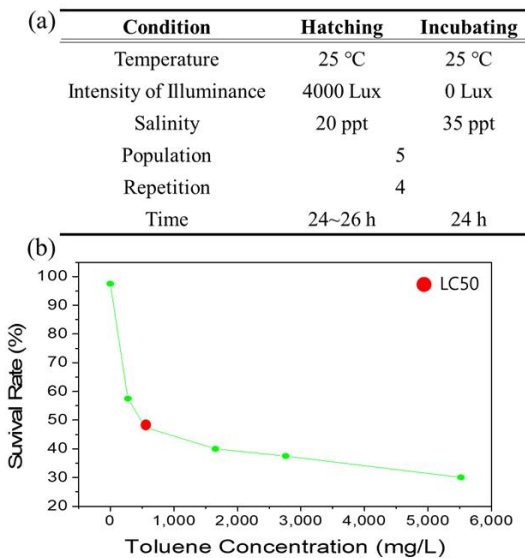 (a)
Condition Hatching Incubating
Temperature 25 ℃ 25 ℃
Intensity of Illuminance 4000 Lux 0 Lux
Salinity 20 ppt 35 ppt
Population 5
Repetition 4
Time 24~26 h 24 h
(b)
LC50
100
90
80
70
60
50
40
30
20
Suvival Rate (%)
0 1,000 2,000 3,000 4,000 5,000 6,000
Toluene Concentration (mg/L)